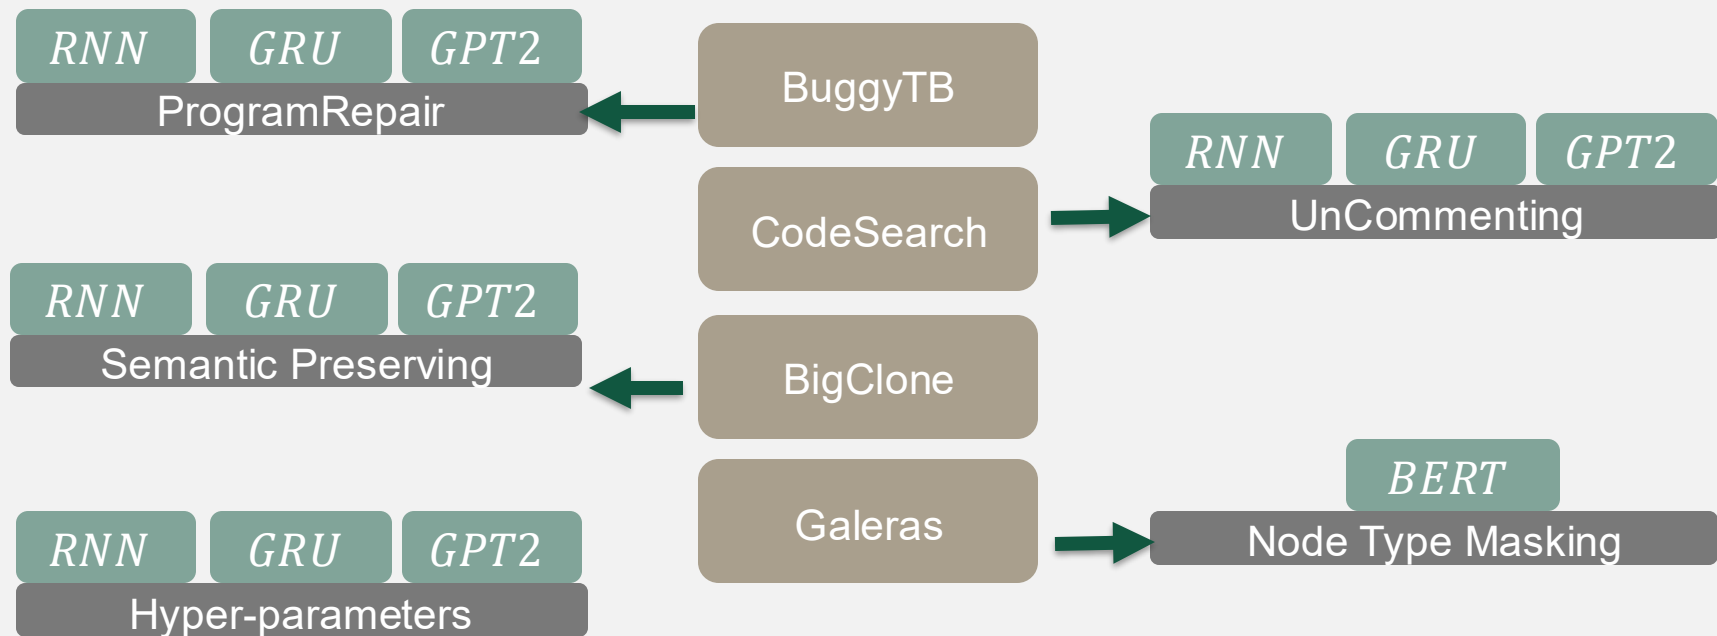 RNN GRU GPT2
ProgramRepair
Semantic Preserving
RNN GRU GPT2
RNN GRU GPT2
Hyper-parameters
BuggyTB
CodeSearch
BigClone
Galeras
RNN GRU GPT2
UnCommenting
BERT
Node Type Masking